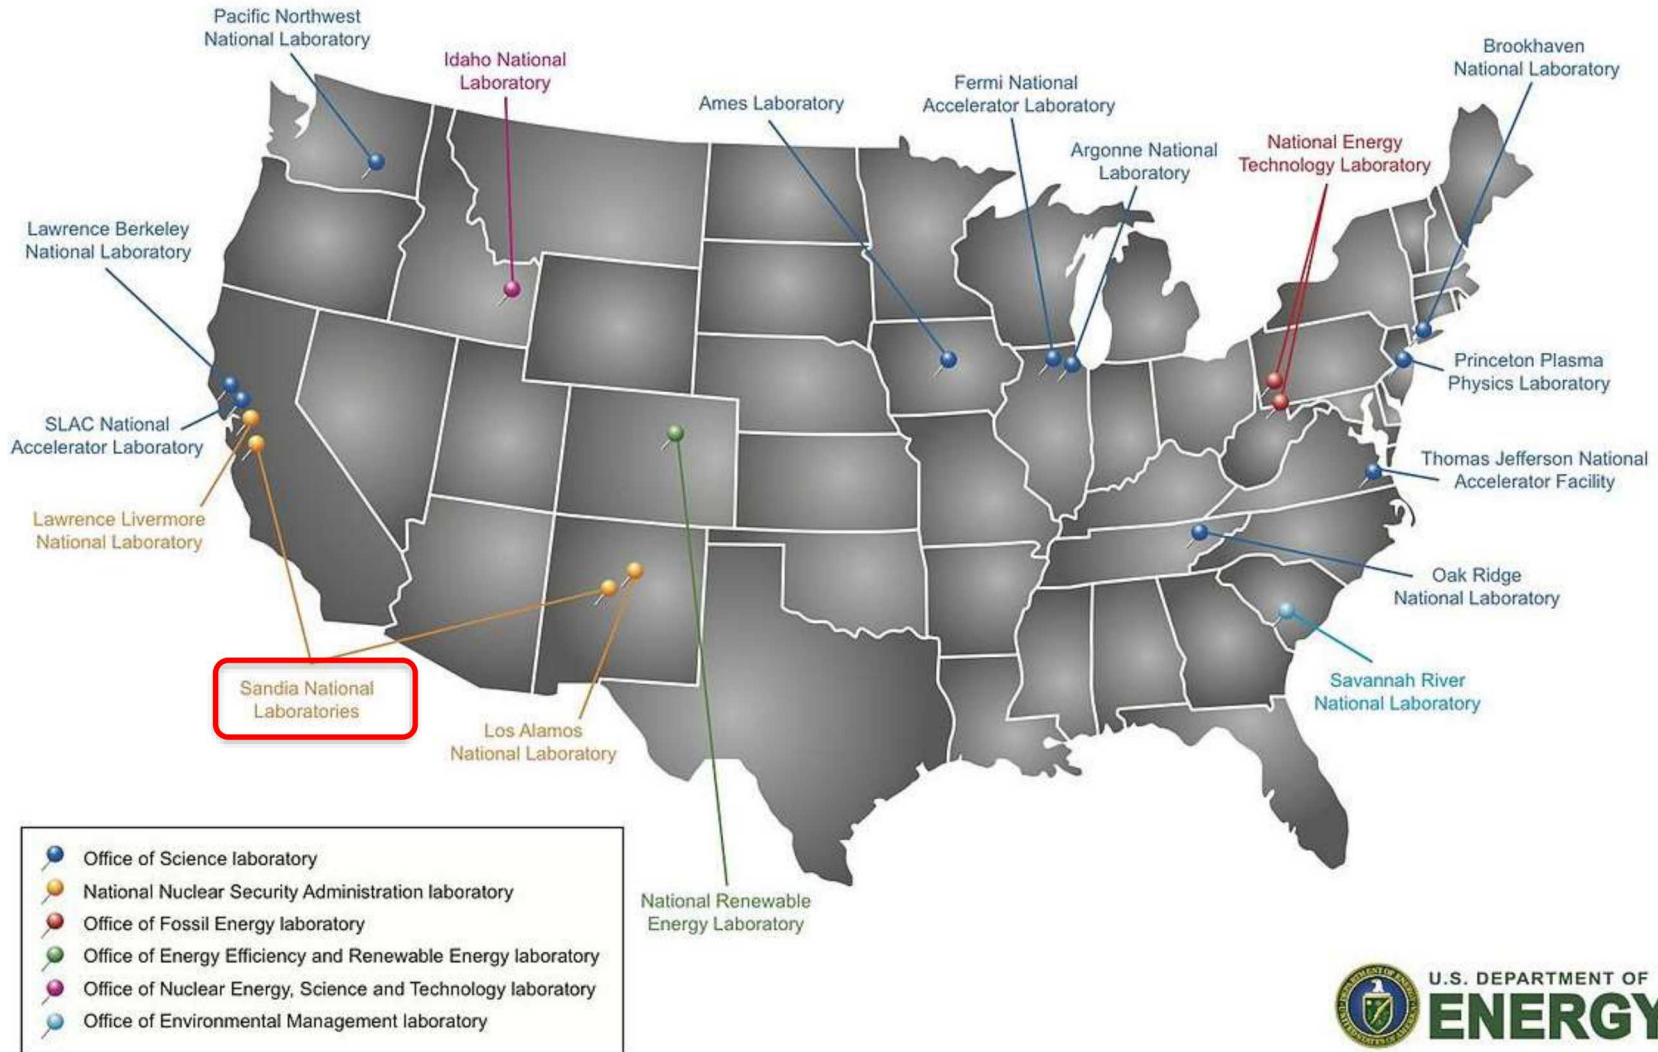 Pacific Northwest
National Laboratory
Idaho National
Laboratory
Ames Laboratory
Fermi National
Accelerator Laboratory
Argonne National
Laboratory
National Energy
Technology Laboratory
Brookhaven
National Laboratory
Lawrence Berkeley
National Laboratory
SLAC National
Accelerator Laboratory
Lawrence Livermore
National Laboratory
Sandia National
Laboratories
Los Alamos
National Laboratory
National Renewable
Energy Laboratory
Princeton Plasma
Physics Laboratory
Thomas Jefferson National
Accelerator Facility
Oak Ridge
National Laboratory
Savannah River
National Laboratory
Office of Science laboratory
National Nuclear Security Administration laboratory
Office of Fossil Energy laboratory
Office of Energy Efficiency and Renewable Energy laboratory
Office of Nuclear Energy, Science and Technology laboratory
Office of Environmental Management laboratory
U.S. DEPARTMENT OF
ENERGY